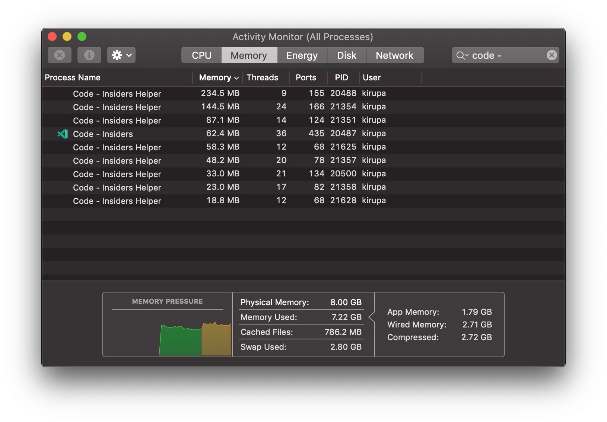 Activity Monitor (All Processes)
CPU Memory Energy Disk Network code -
Process Name Memory Threads Ports PID User
Code - Insiders Helper 234.5 MB 9 155 20488 kirupa
Code - Insiders Helper 144.5 MB 24 166 21354 kirupa
Code - Insiders Helper 87.1 MB 14 124 21351 kirupa
Code - Insiders 62.4 MB 36 435 20487 kirupa
Code - Insiders Helper 58.3 MB 12 68 21625 kirupa
Code - Insiders Helper 48.2 MB 20 78 21357 kirupa
Code - Insiders Helper 33.0 MB 21 134 20500 kirupa
Code - Insiders Helper 23.0 MB 17 82 21358 kirupa
Code - Insiders Helper 18.8 MB 12 68 21628 kirupa
MEMORY PRESSURE
Physical Memory: 8.00 GB
Memory Used: 7.22 GB
Cached Files: 786.2 MB
Swap Used: 2.80 GB
App Memory: 1.79 GB
Wired Memory: 2.71 GB
Compressed: 2.72 GB